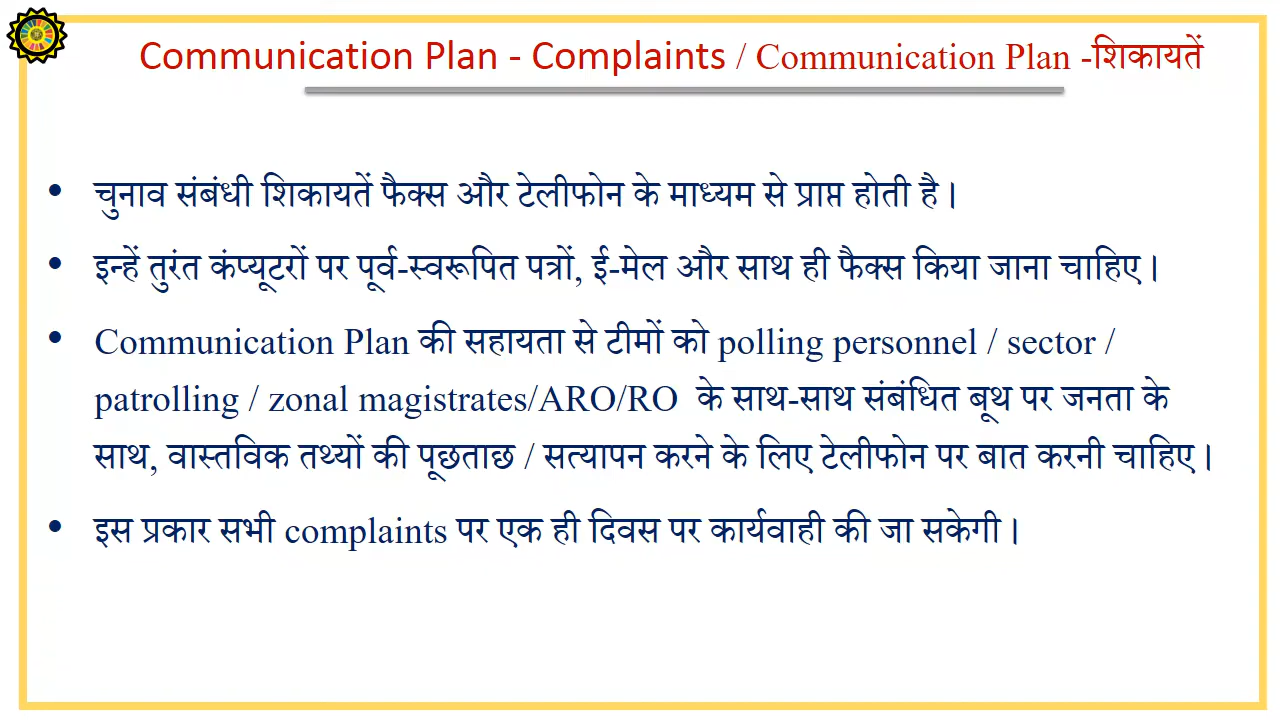 Communication Plan - Complaints / Communication Plan -शिकायतें
• चुनाव संबंधी शिकायतें फैक्स और टेलीफोन के माध्यम से प्राप्त होती है।
• इन्हें तुरंत कंप्यूटरों पर पूर्व-स्वरूपित पत्रों, ई-मेल और साथ ही फैक्स किया जाना चाहिए।
• Communication Plan की सहायता से टीमों को polling personnel / sector /
patrolling / zonal magistrates/ARO/RO के साथ-साथ संबंधित बूथ पर जनता के
साथ, वास्तविक तथ्यों की पूछताछ / सत्यापन करने के लिए टेलीफोन पर बात करनी चाहिए।
• इस प्रकार सभी complaints पर एक ही दिवस पर कार्यवाही की जा सकेगी।